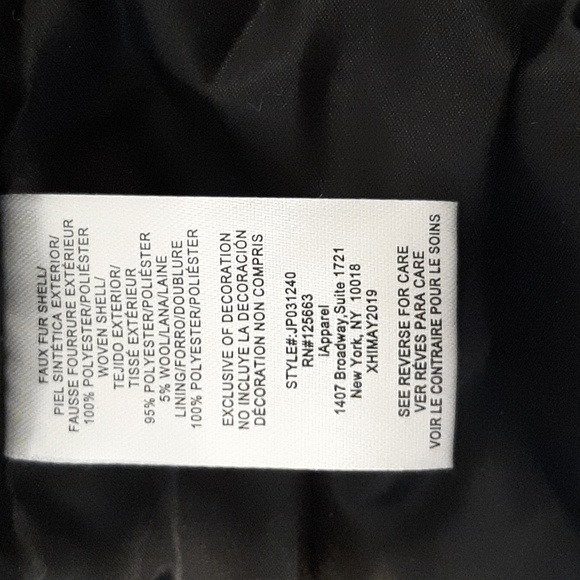 FAUX FUR SHELL/
PIEL SINTÉTICA EXTERIOR/
FAUSSE FOURRURE EXTÉRIEUR
100% POLYESTER/POLIÉSTER
WOVEN SHELL/
TEJIDO EXTERIOR/
TISSÉ EXTÉRIEUR
95% POLYESTER/POLIÉSTER
5% WOOL/LANA/LAINE
LINING/FORRO/DOUBLURE
100% POLYESTER/POLIÉSTER
EXCLUSIVE OF DECORATION
NO INCLUYE LA DECORACIÓN
DÉCORATION NON COMPRIS
STYLE#:JP031240
RN#125663
iApparel
1407 Broadway,Suite 1721
New York, NY 10018
XHIMAY2019
SEE REVERSE FOR CARE
VER RÊVES PARA CARE
VOIR LE CONTRAIRE POUR LE SOINS